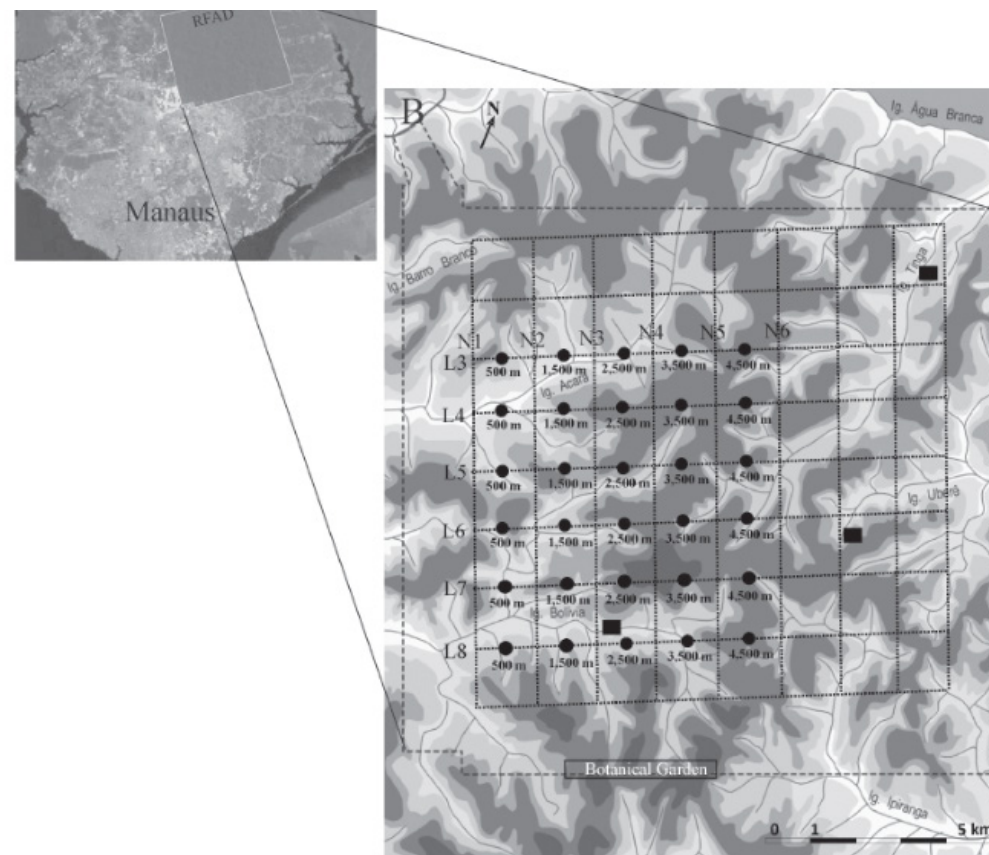 RFAD
Manaus
B
N
Ig. Água Branca
Ig. Barro Branco
Ig. Tinga
N1 N2 N3 N4 N5 N6
L3
500 m 1,500 m 2,500 m 3,500 m 4,500 m
Ig. Acara
L4
500 m 1,500 m 2,500 m 3,500 m 4,500 m
L5
500 m 1,500 m 2,500 m 3,500 m 4,500 m
Ig. Uberê
L6
500 m 1,500 m 2,500 m 3,500 m 4,500 m
L7
500 m 1,500 m 2,500 m 3,500 m 4,500 m
Ig. Bolívia
L8
500 m 1,500 m 2,500 m 3,500 m 4,500 m
Botanical Garden
Ig. Ipiranga
0 1 5 km